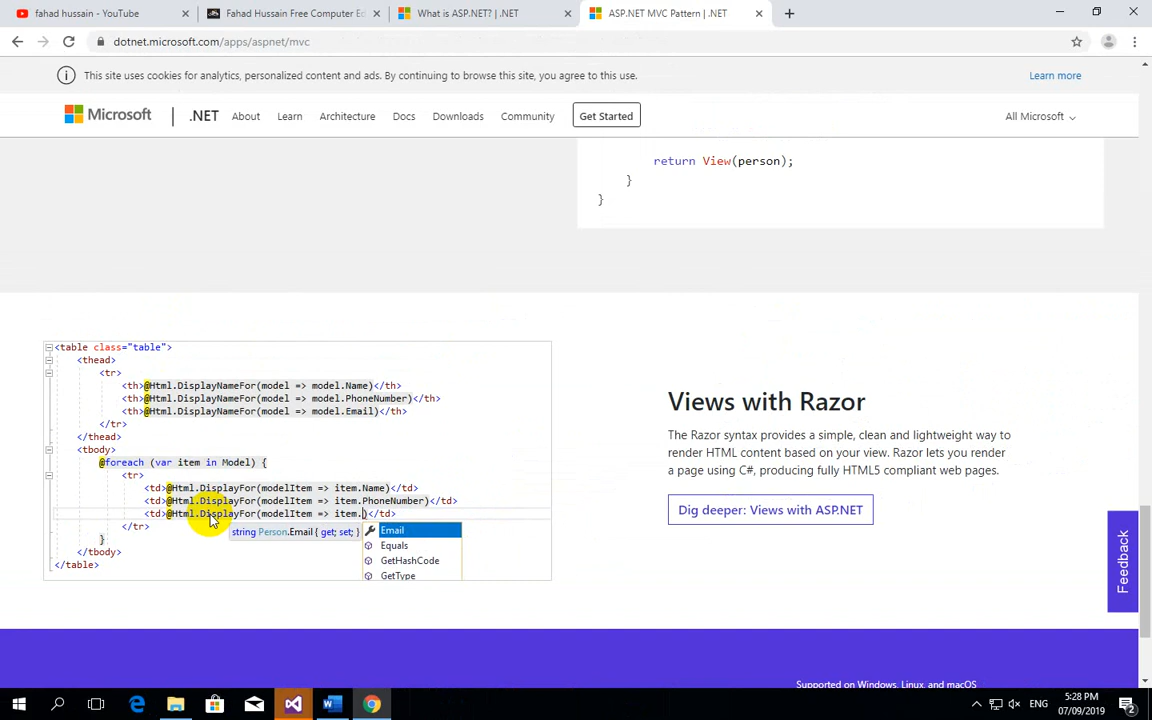 fahad hussain - YouTube
Fahad Hussain Free Computer Ed
What is ASP.NET? | .NET
ASP.NET MVC Pattern | .NET
dotnet.microsoft.com/apps/aspnet/mvc
This site uses cookies for analytics, personalized content and ads. By continuing to browse this site, you agree to this use.
Learn more
Microsoft
.NET
About
Learn
Architecture
Docs
Downloads
Community
Get Started
All Microsoft
return View(person);
}
}
<table class="table">
<thead>
<tr>
<th>@Html.DisplayNameFor(model => model.Name)</th>
<th>@Html.DisplayNameFor(model => model.PhoneNumber)</th>
<th>@Html.DisplayNameFor(model => model.Email)</th>
</tr>
</thead>
<tbody>
@foreach (var item in Model) {
<tr>
<td>@Html.DisplayFor(modelItem => item.Name)</td>
<td>@Html.DisplayFor(modelItem => item.PhoneNumber)</td>
<td>@Html.DisplayFor(modelItem => item.)</td>
</tr>
string Person.Email { get; set; }
Email
Equals
GetHashCode
GetType
}
</tbody>
</table>
Views with Razor
The Razor syntax provides a simple, clean and lightweight way to
render HTML content based on your view. Razor lets you render
a page using C#, producing fully HTML5 compliant web pages.
Dig deeper: Views with ASP.NET
Feedback
Supported on Windows, Linux, and macOS
ENG
5:28 PM
07/09/2019
2